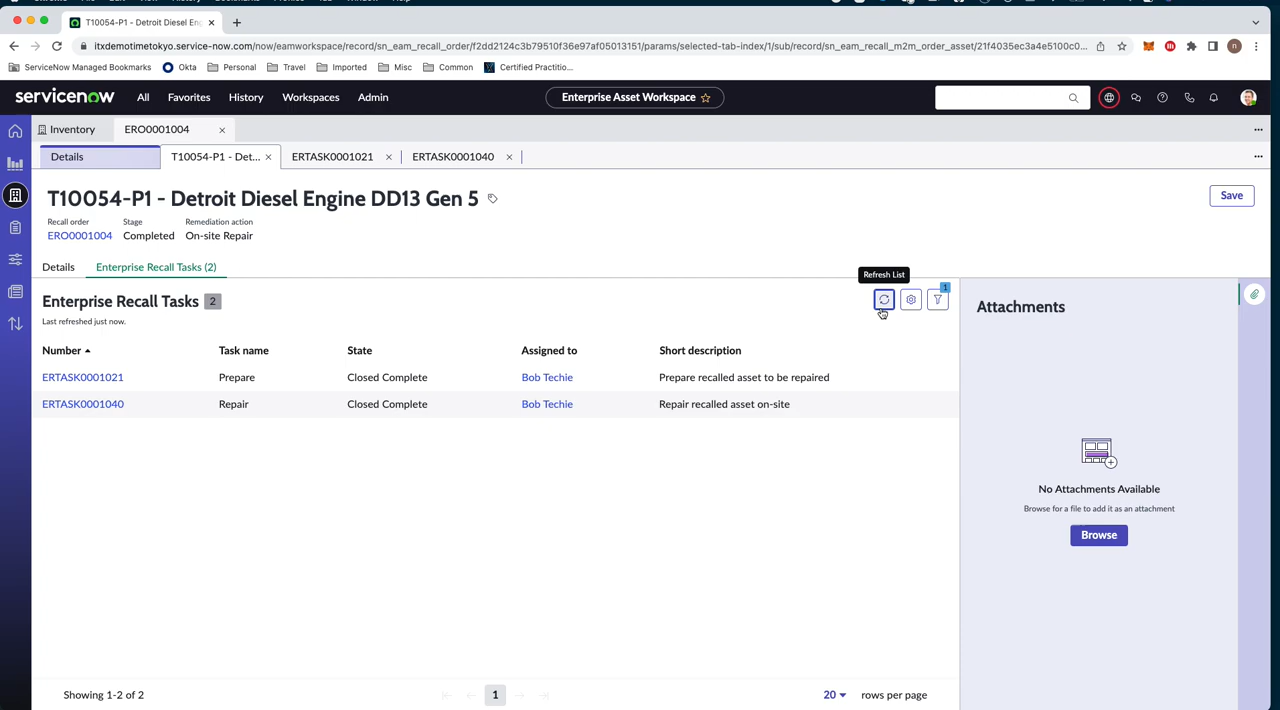 T10054-P1 - Detroit Diesel Eng
itxdemotimetokyo.service-now.com/now/eamworkspace/record/sn_eam_recall_order/f2dd2124c3b79510f36e97af05013151/params/selected-tab-index/1/sub/record/sn_eam_recall_m2m_order_asset/21f4035ec3a4e5100c0...
ServiceNow Managed Bookmarks Okta Personal Travel Imported Misc Common Certified Practitio...
servicenow All Favorites History Workspaces Admin Enterprise Asset Workspace
Inventory ERO0001004
Details T10054-P1 - Det... ERTASK0001021 ERTASK0001040
T10054-P1 - Detroit Diesel Engine DD13 Gen 5 Save
Recall order Stage Remediation action
ERO0001004 Completed On-site Repair
Details Enterprise Recall Tasks (2)
Refresh List
1
Enterprise Recall Tasks 2 Attachments
Last refreshed just now.
Number Task name State Assigned to Short description
ERTASK0001021 Prepare Closed Complete Bob Techie Prepare recalled asset to be repaired
ERTASK0001040 Repair Closed Complete Bob Techie Repair recalled asset on-site
No Attachments Available
Browse for a file to add it as an attachment
Browse
Showing 1-2 of 2 1 20 rows per page